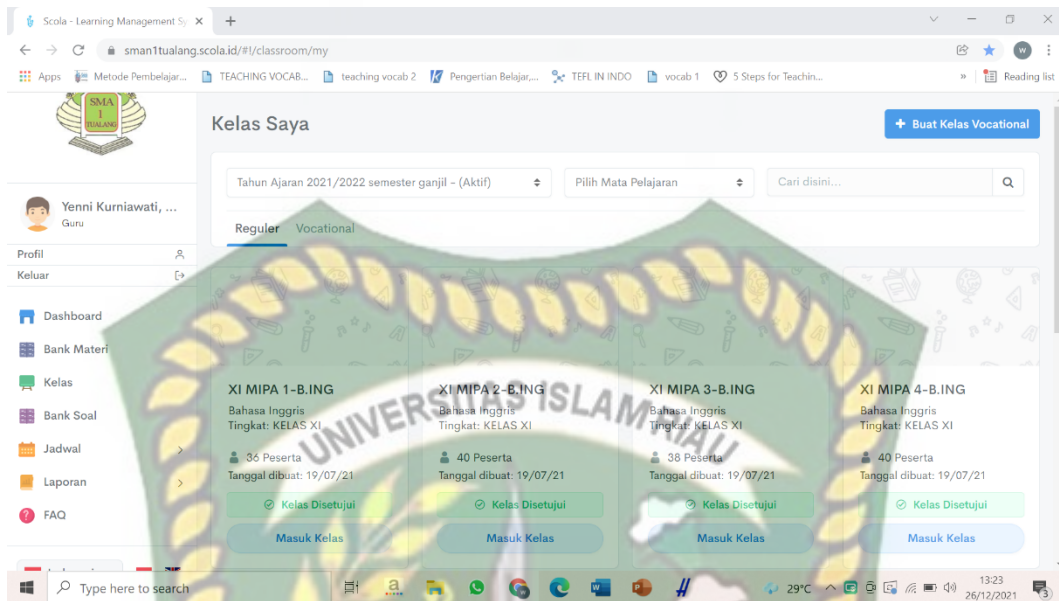 Scola - Learning Management Sy
sman1tualang.scola.id/#!/classroom/my
W
Apps Metode Pembelajar... TEACHING VOCAB... teaching vocab 2 Pengertian Belajar,... TEFL IN INDO vocab 1 5 Steps for Teachin... » Reading list
SMA
1
TUALANG
Kelas Saya
+ Buat Kelas Vocational
Tahun Ajaran 2021/2022 semester ganjil - (Aktif) Pilih Mata Pelajaran Cari disini...
Yenni Kurniawati, ...
Guru
Reguler Vocational
Profil
Keluar
Dashboard
Bank Materi
Kelas
Bank Soal
Jadwal
Laporan
FAQ
XI MIPA 1-B.ING
Bahasa Inggris
Tingkat: KELAS XI
36 Peserta
Tanggal dibuat: 19/07/21
Kelas Disetujui
Masuk Kelas
XI MIPA 2-B.ING
Bahasa Inggris
Tingkat: KELAS XI
40 Peserta
Tanggal dibuat: 19/07/21
Kelas Disetujui
Masuk Kelas
XI MIPA 3-B.ING
Bahasa Inggris
Tingkat: KELAS XI
38 Peserta
Tanggal dibuat: 19/07/21
Kelas Disetujui
Masuk Kelas
XI MIPA 4-B.ING
Bahasa Inggris
Tingkat: KELAS XI
40 Peserta
Tanggal dibuat: 19/07/21
Kelas Disetujui
Masuk Kelas
UNIVERSITAS ISLAM RIAU
Type here to search
29°C
13:23
26/12/2021
3